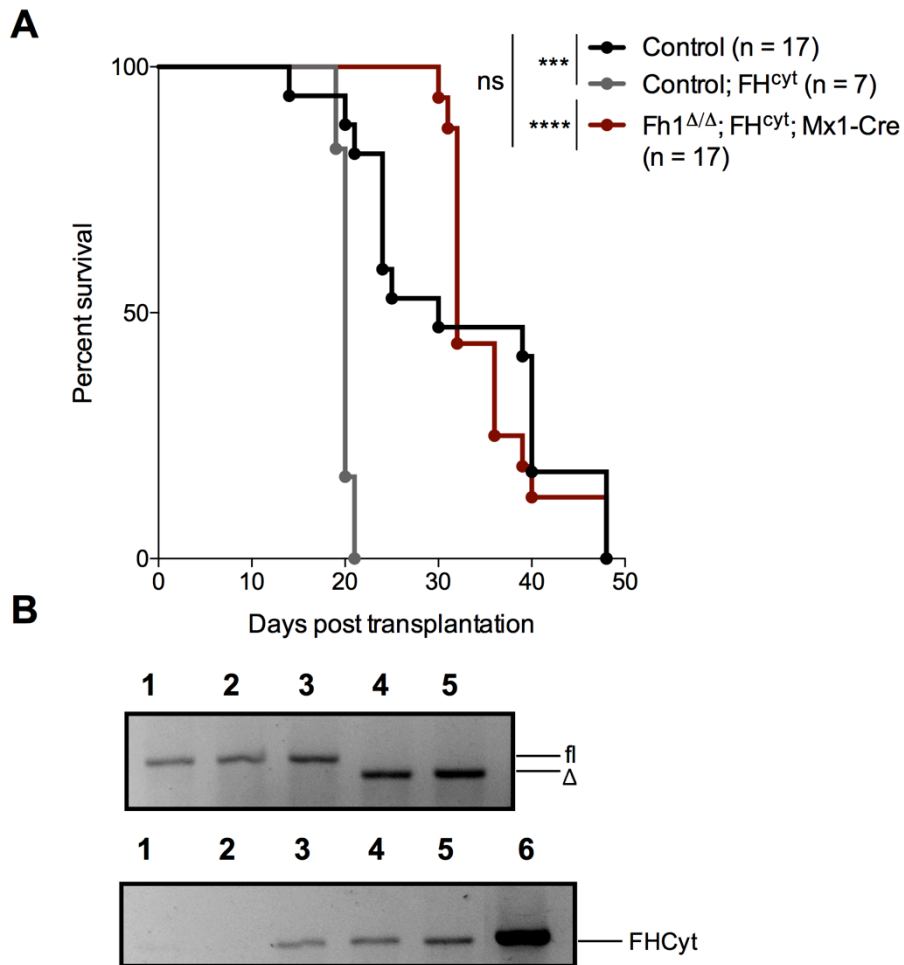 A
100
50
0
Percent survival
0 10 20 30 40 50
Days post transplantation
ns
***
****
Control (n = 17)
Control; FHcyt (n = 7)
Fh1Δ/Δ; FHcyt; Mx1-Cre
(n = 17)
B
1 2 3 4 5
fl
Δ
1 2 3 4 5 6
FHCyt